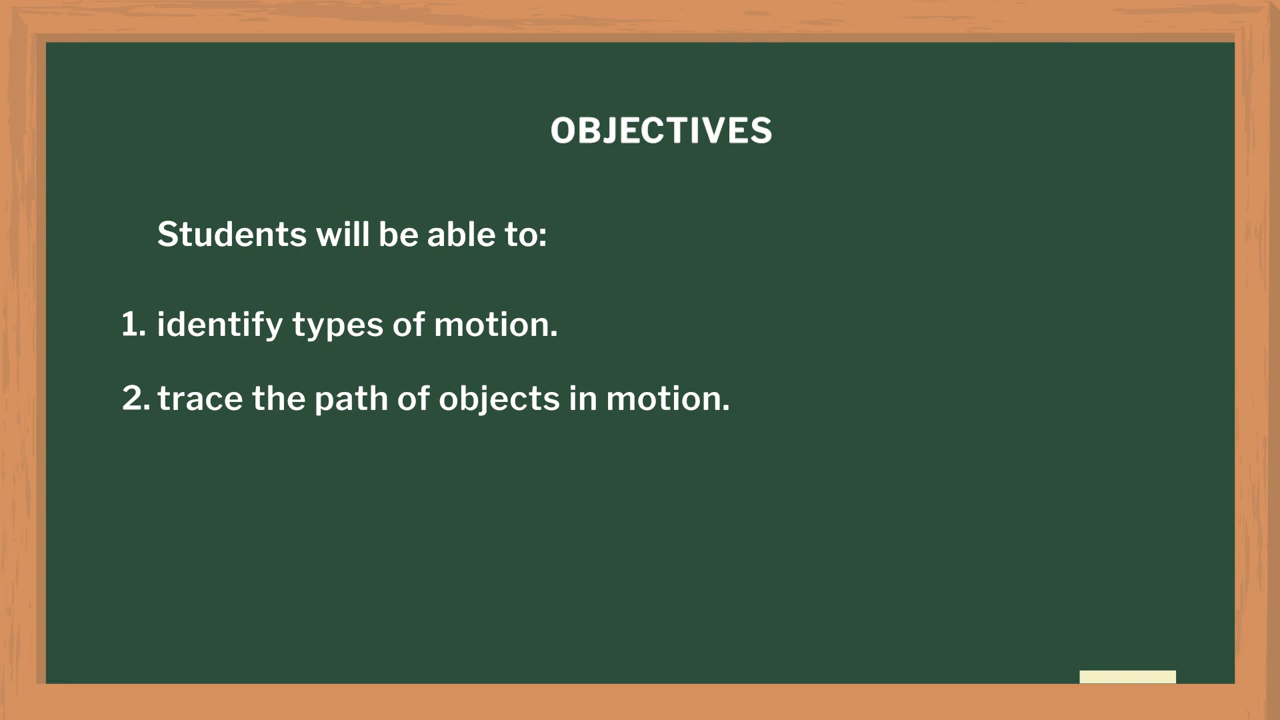 OBJECTIVES
Students will be able to:
1. identify types of motion.
2. trace the path of objects in motion.